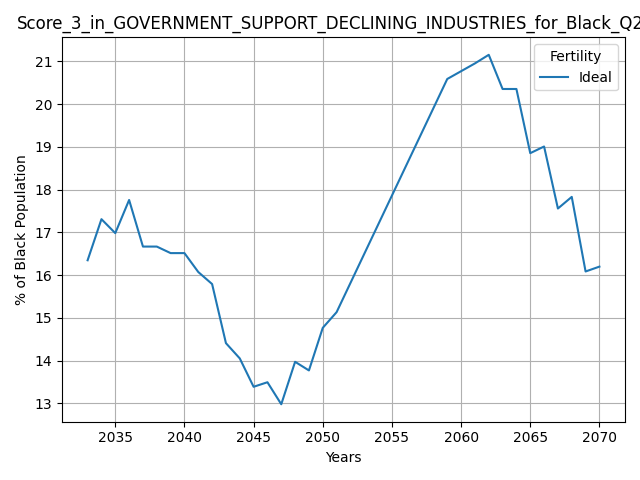 Score_3_in_GOVERNMENT_SUPPORT_DECLINING_INDUSTRIES_for_Black_Q2
Fertility
Ideal
21
20
19
18
17
16
15
14
13
% of Black Population
2035 2040 2045 2050 2055 2060 2065 2070
Years